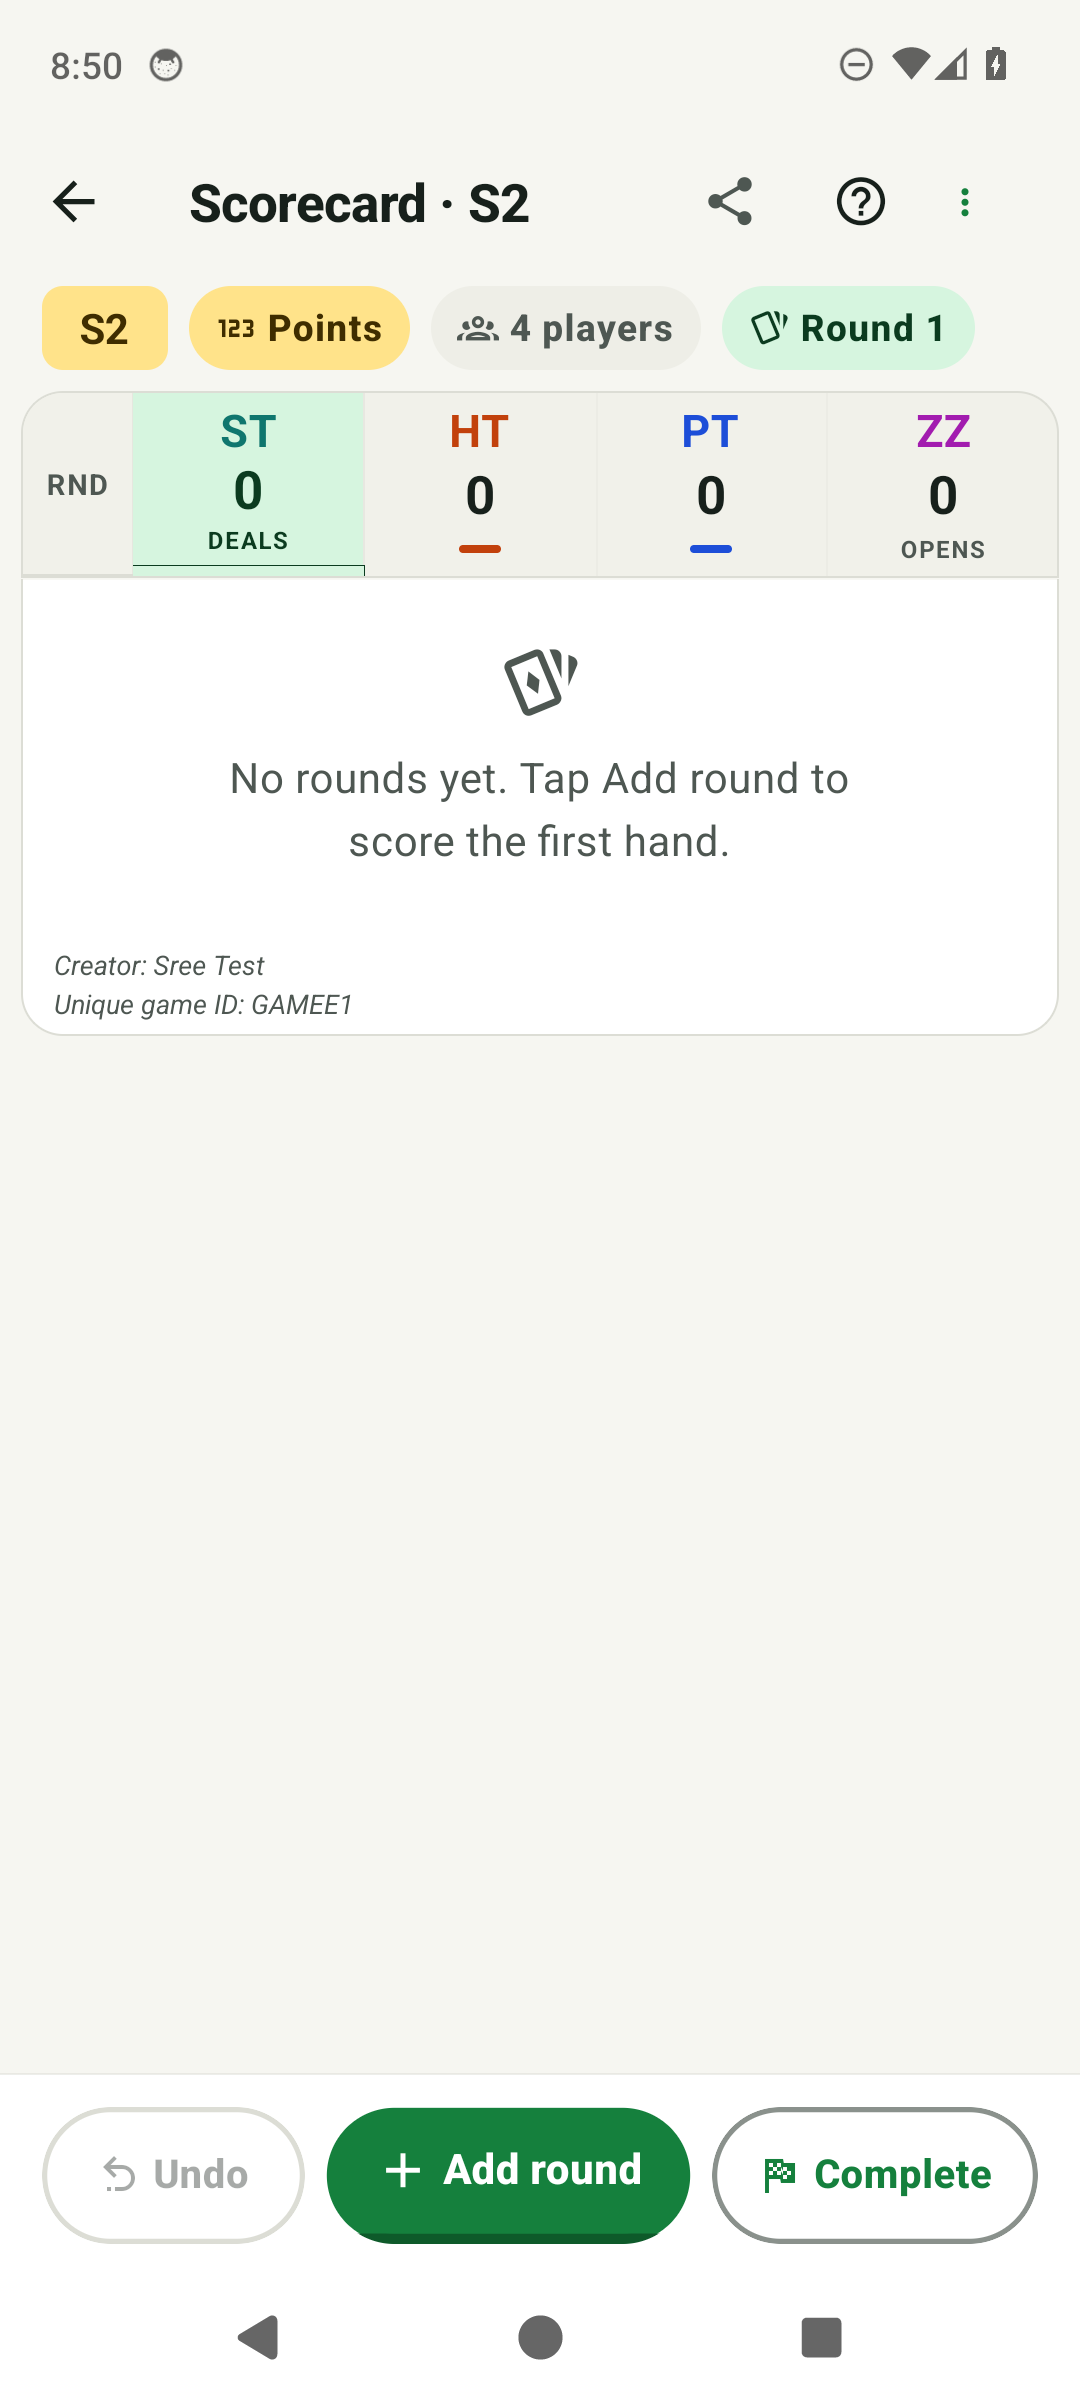 8:50
Scorecard · S2
S2
123 Points
4 players
Round 1
RND
ST
0
DEALS
HT
0
PT
0
ZZ
0
OPENS
No rounds yet. Tap Add round to
score the first hand.
Creator: Sree Test
Unique game ID: GAMEE1
Undo
Add round
Complete